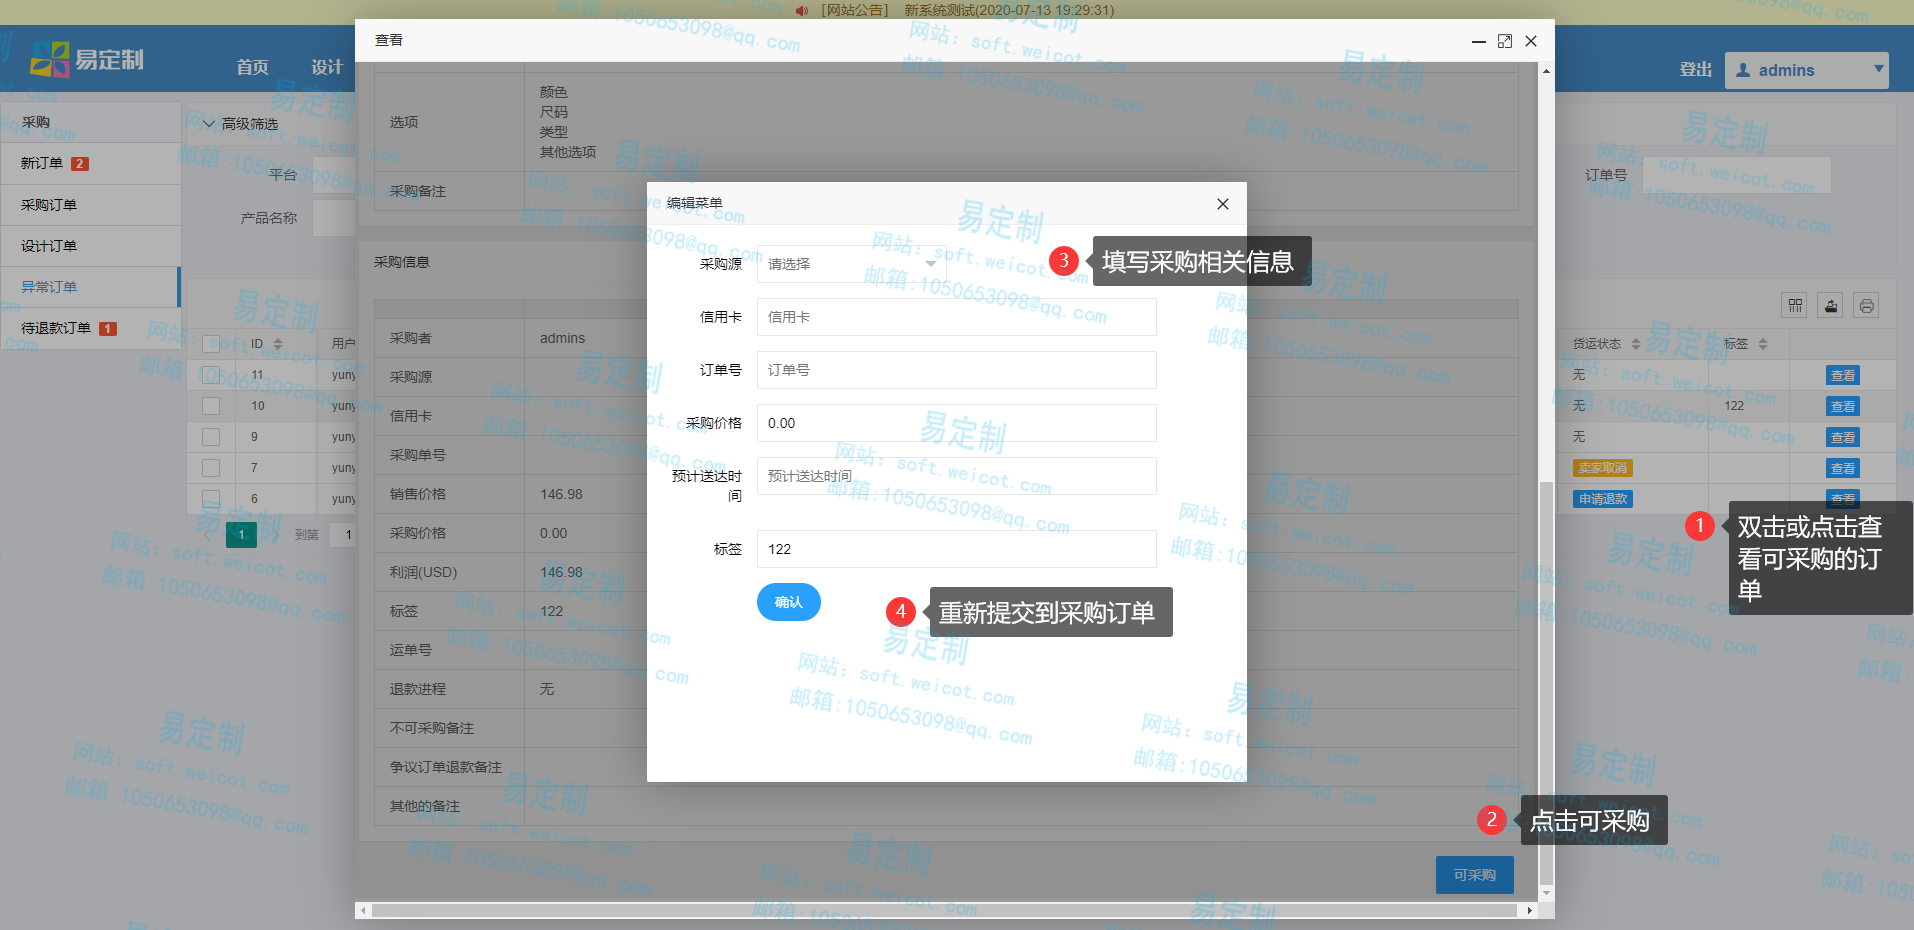 [网站公告] 新系统测试(2020-07-13 19:29:31)
易定制
首页
设计
登出
admins
采购
新订单 2
采购订单
设计订单
异常订单
待退款订单 1
高级筛选
平台
产品名称
订单号
ID
用户
货运状态
标签
11 yuny 无 查看
10 yuny 无 122 查看
9 yuny 无 查看
7 yuny 卖家取消 查看
6 yuny 申请退款 查看
1 到第 1
查看
选项
颜色
尺码
类型
其他选项
采购备注
采购信息
采购者 admins
采购源
信用卡
采购单号
销售价格 146.98
采购价格 0.00
利润(USD) 146.98
标签 122
运单号
退款进程 无
不可采购备注
争议订单退款备注
其他的备注
可采购
编辑菜单
采购源 请选择
信用卡 信用卡
订单号 订单号
采购价格 0.00
预计送达时
间
预计送达时间
标签 122
确认
1 双击或点击查
看可采购的订
单
2 点击可采购
3 填写采购相关信息
4 重新提交到采购订单
易定制
网站: soft.weicot.com
邮箱:1050653098@qq.com